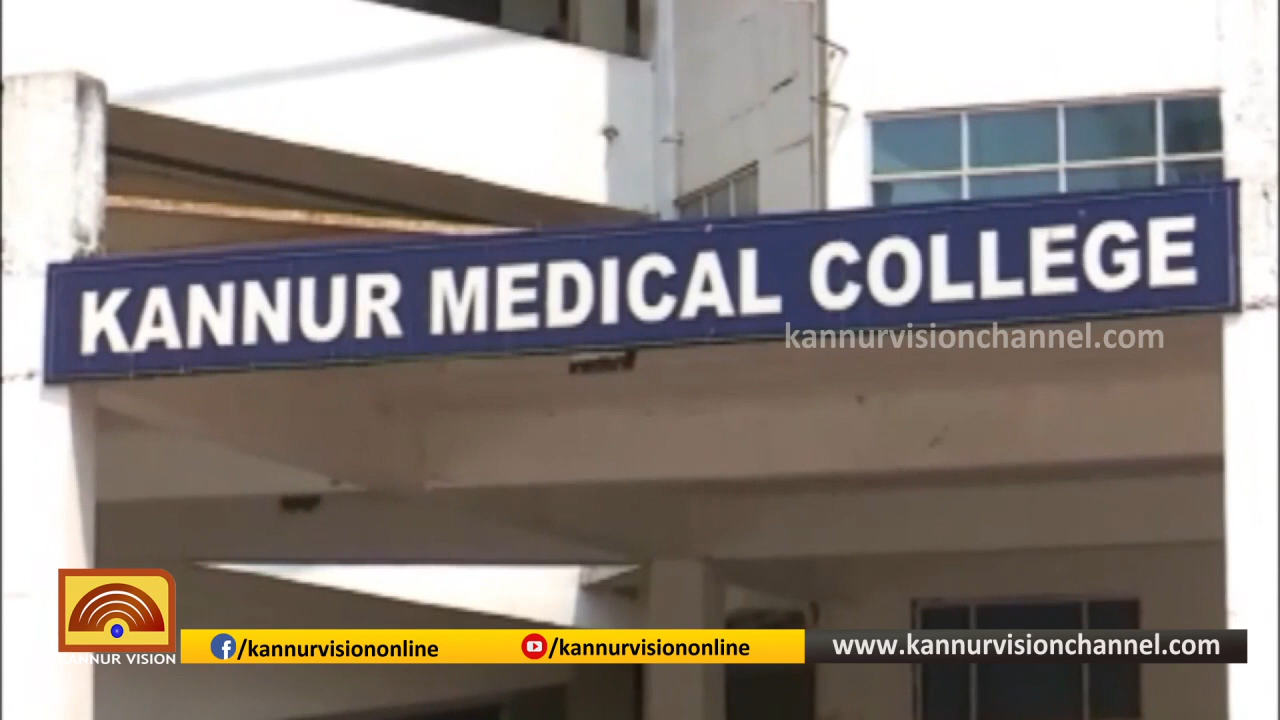 KANNUR MEDICAL COLLEGE
kannurvisionchannel.com
KANNUR VISION
/kannurvisiononline
/kannurvisiononline
www.kannurvisionchannel.com